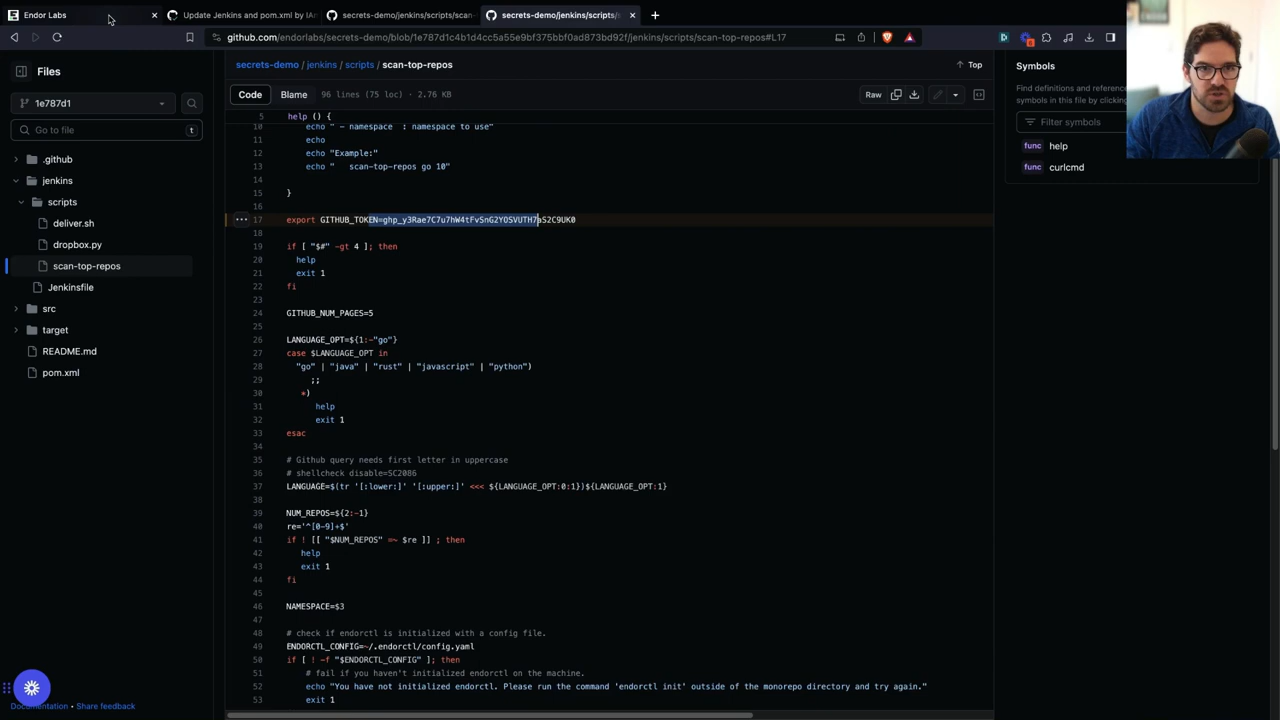 Endor Labs
Update Jenkins and pom.xml by IAm
secrets-demo/jenkins/scripts/scan-
secrets-demo/jenkins/scripts/s
github.com/endorlabs/secrets-demo/blob/1e787d1c4b1d4cc5a55e9bf375bbf0ad873bd92f/jenkins/scripts/scan-top-repos#L17
Files
1e787d1
Go to file
t
.github
jenkins
scripts
deliver.sh
dropbox.py
scan-top-repos
Jenkinsfile
src
target
README.md
pom.xml
Documentation • Share feedback
secrets-demo / jenkins / scripts / scan-top-repos
Top
Code
Blame
96 lines (75 loc) · 2.76 KB
Raw
5 help () {
10 echo " - namespace : namespace to use"
11 echo
12 echo "Example:"
13 echo " scan-top-repos go 10"
14
15 }
16
17 export GITHUB_TOKEN=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
18
19 if [ "$#" -gt 4 ]; then
20 help
21 exit 1
22 fi
23
24 GITHUB_NUM_PAGES=5
25
26 LANGUAGE_OPT=${1:-"go"}
27 case $LANGUAGE_OPT in
28 "go" | "java" | "rust" | "javascript" | "python")
29 ;;
30 *)
31 help
32 exit 1
33 esac
34
35 # Github query needs first letter in uppercase
36 # shellcheck disable=SC2086
37 LANGUAGE=$(tr '[:lower:]' '[:upper:]' <<< ${LANGUAGE_OPT:0:1})${LANGUAGE_OPT:1}
38
39 NUM_REPOS=${2:-1}
40 re='^[0-9]+$'
41 if ! [[ "$NUM_REPOS" =~ $re ]] ; then
42 help
43 exit 1
44 fi
45
46 NAMESPACE=$3
47
48 # check if endorctl is initialized with a config file.
49 ENDORCTL_CONFIG=~/.endorctl/config.yaml
50 if [ ! -f "$ENDORCTL_CONFIG" ]; then
51 # fail if you haven't initialized endorctl on the machine.
52 echo "You have not initialized endorctl. Please run the command 'endorctl init' outside of the monorepo directory and try again."
53 exit 1
Symbols
Find definitions and reference
symbols in this file by clicking
Filter symbols
func help
func curlcmd